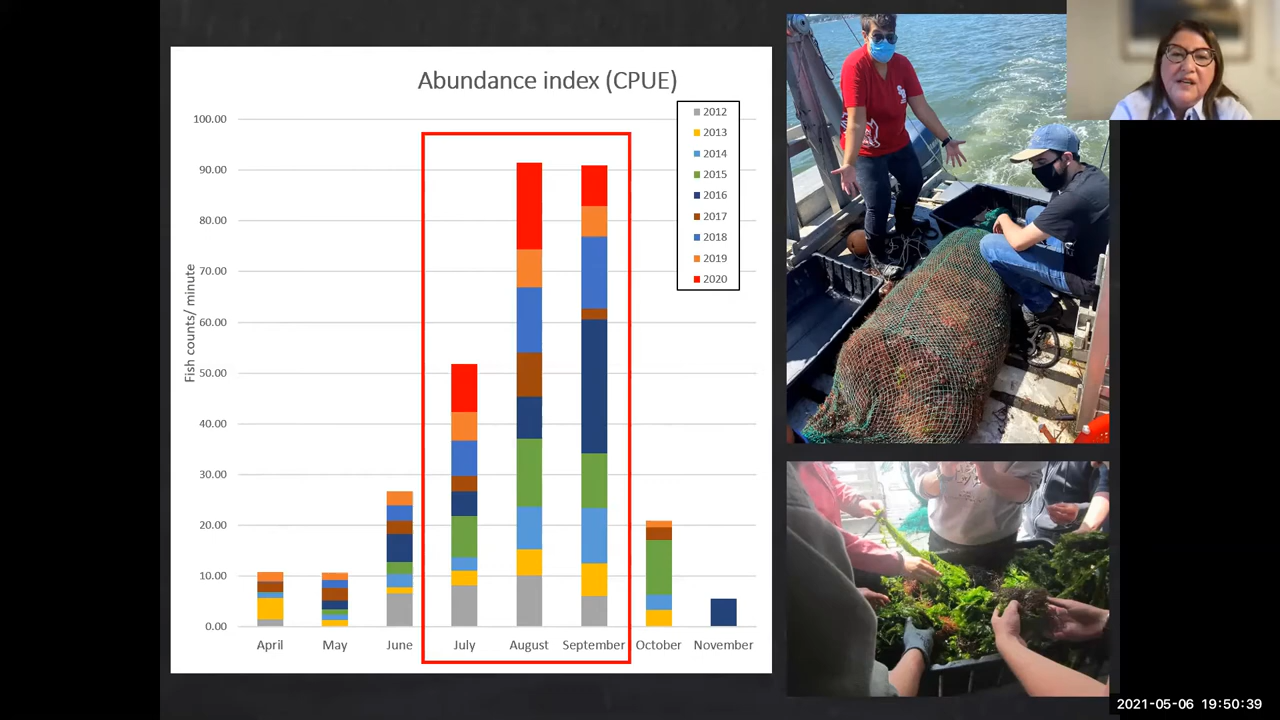 Abundance index (CPUE)
100.00
90.00
80.00
70.00
60.00
50.00
40.00
30.00
20.00
10.00
0.00
Fish counts/ minute
2012
2013
2014
2015
2016
2017
2018
2019
2020
April
May
June
July
August
September
October
November
2021-05-06 19:50:39